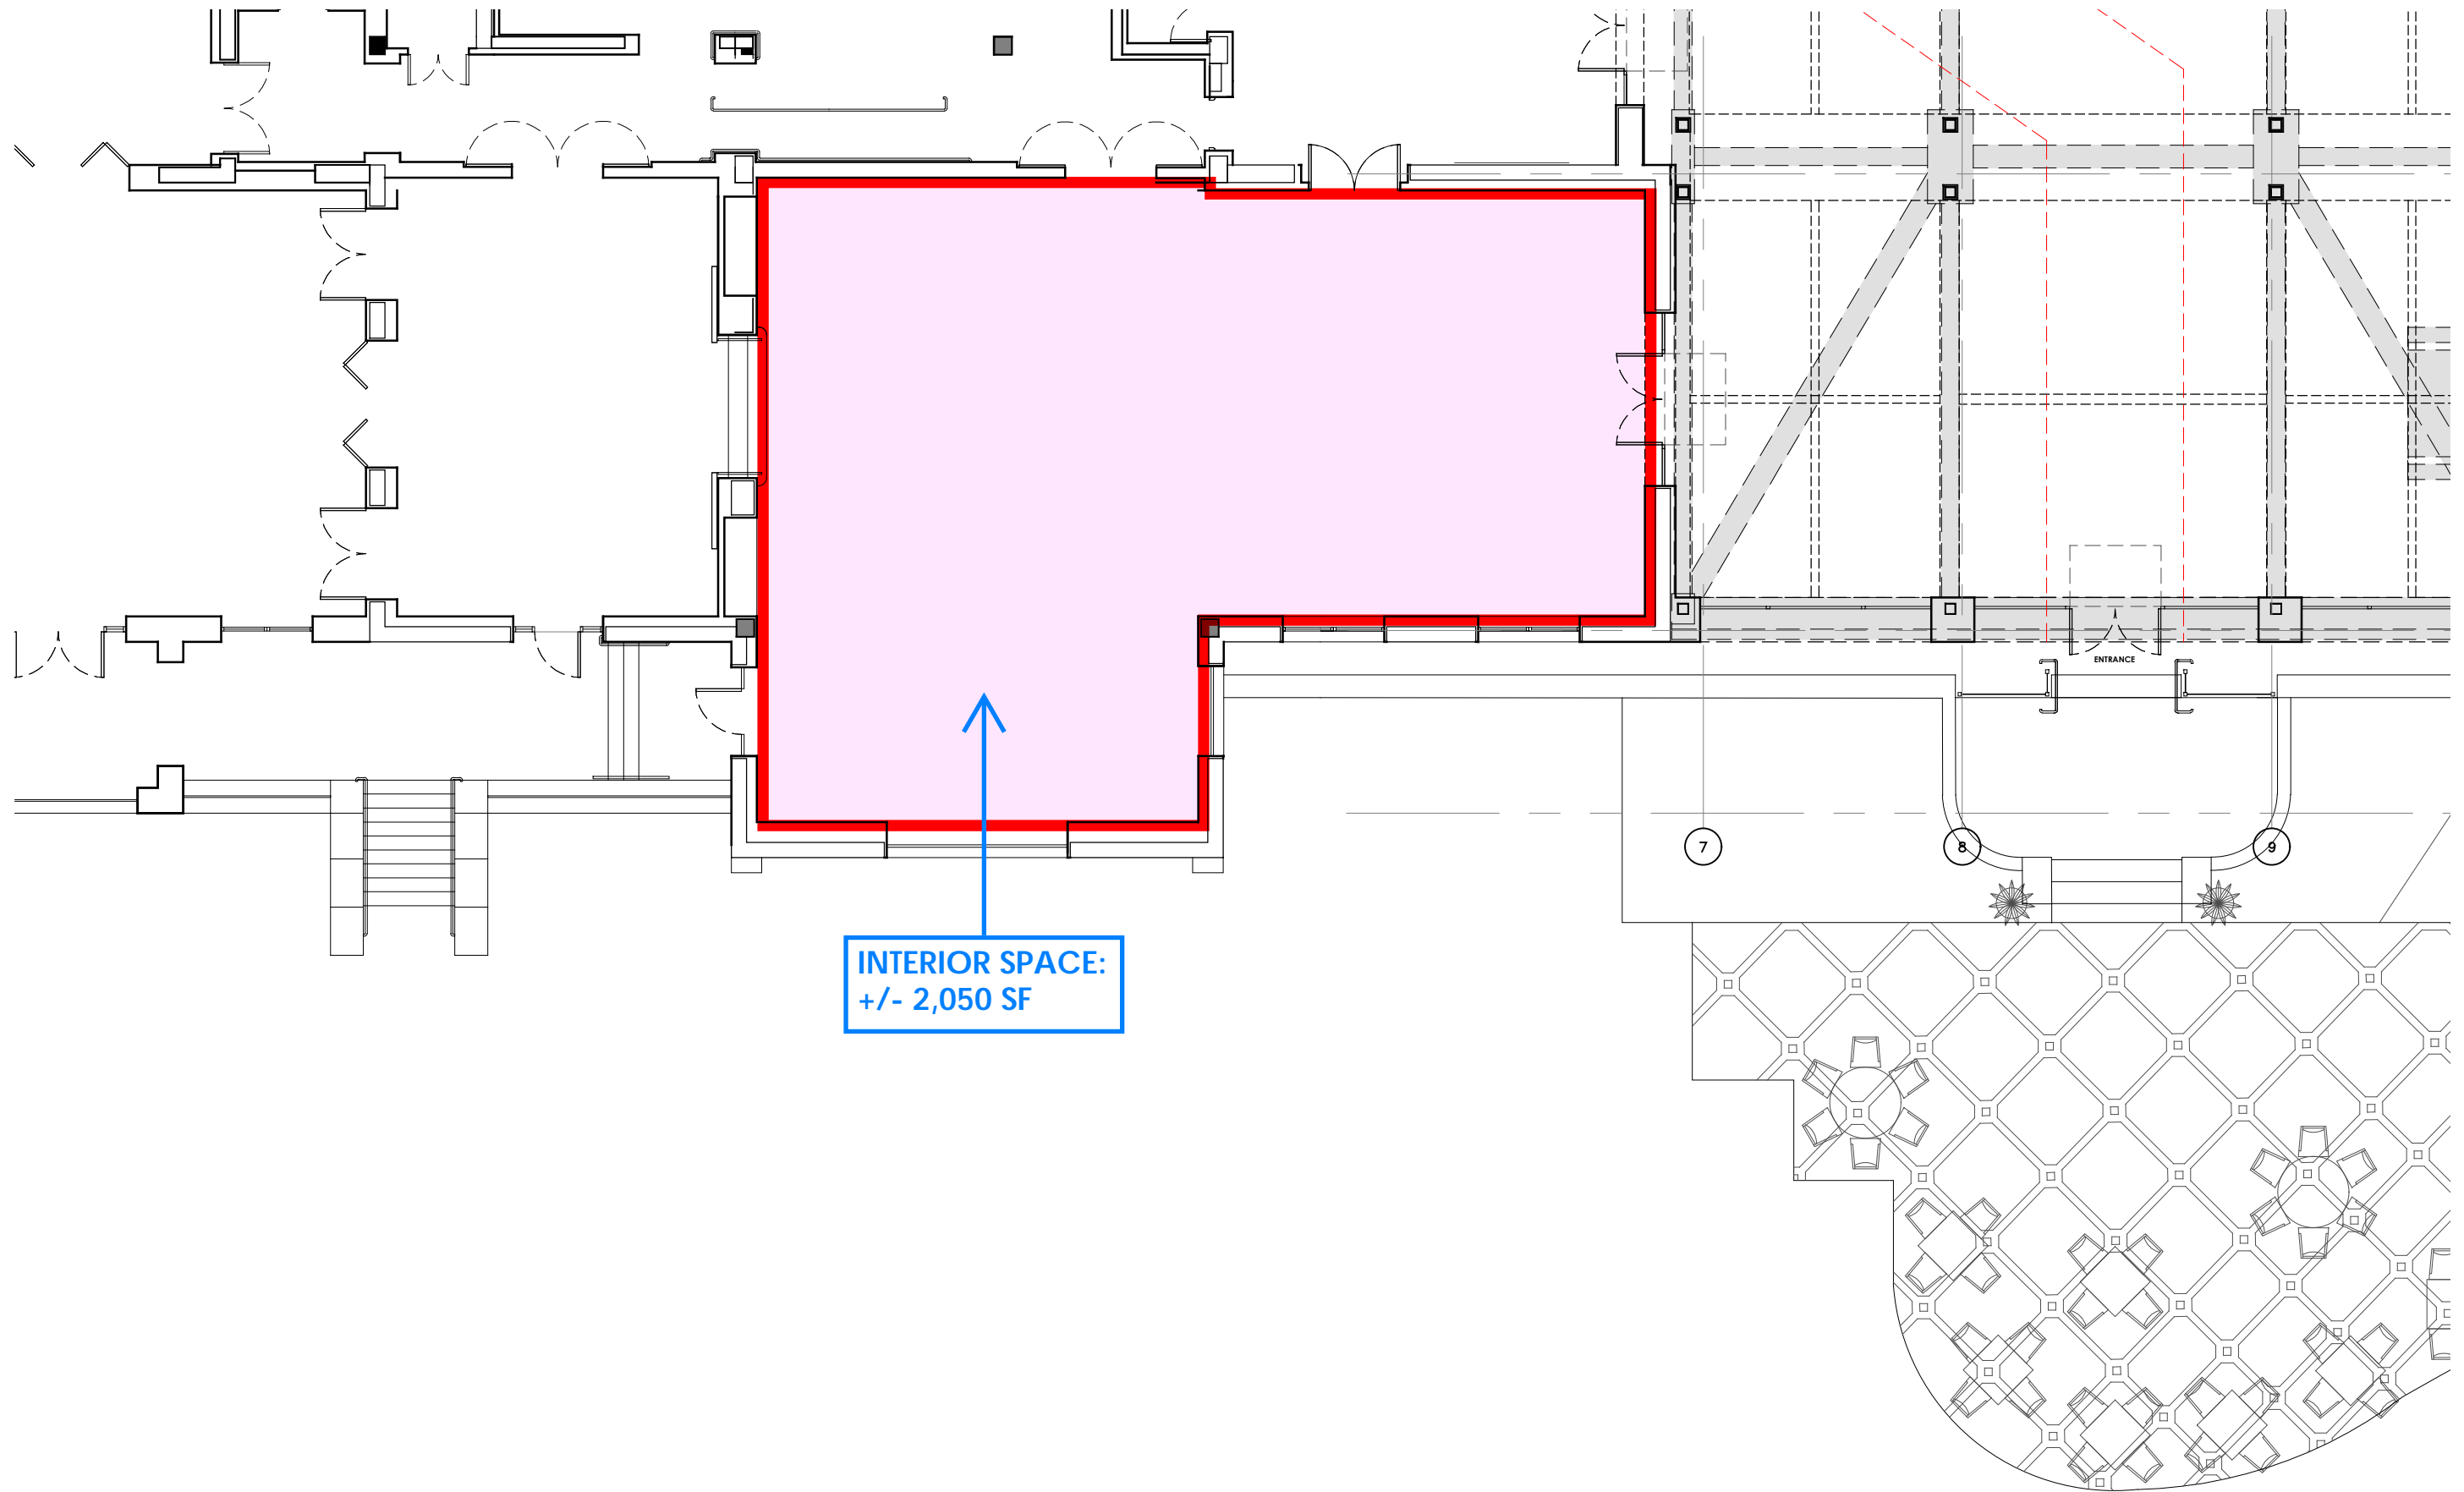 ENTRANCE
7
8
9
INTERIOR SPACE:
+/- 2,050 SF